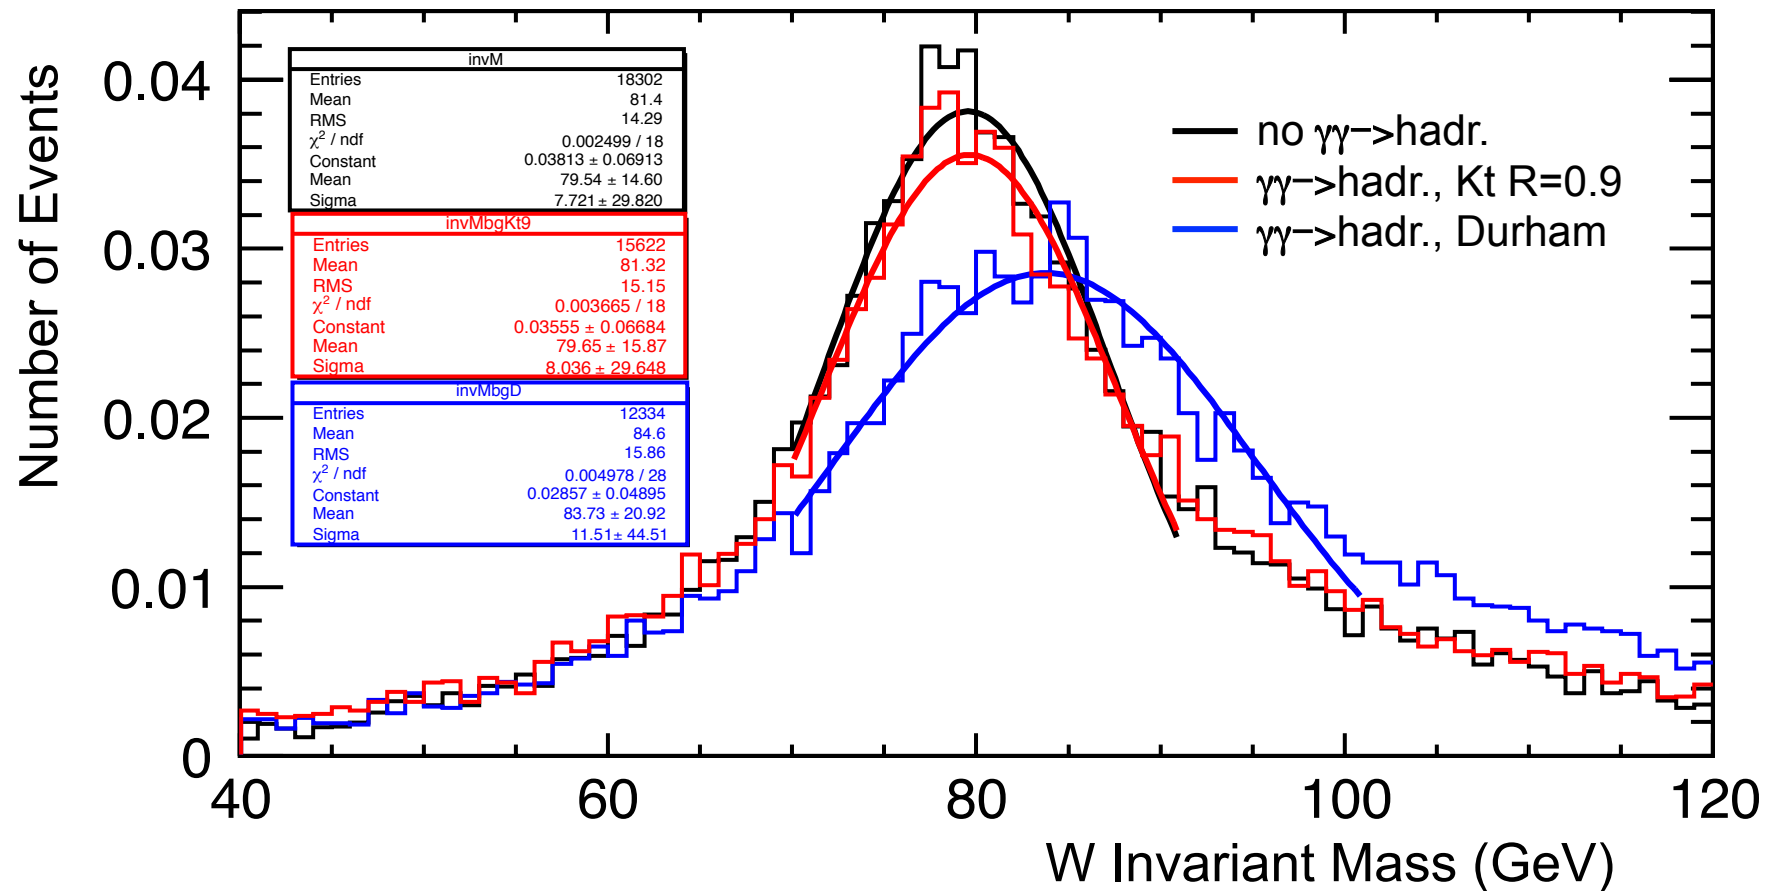 Number of Events
0.04
0.03
0.02
0.01
0
invM
Entries 18302
Mean 81.4
RMS 14.29
χ² / ndf 0.002499 / 18
Constant 0.03813 ± 0.06913
Mean 79.54 ± 14.60
Sigma 7.721 ± 29.820
invMbgKt9
Entries 15622
Mean 81.32
RMS 15.15
χ² / ndf 0.003665 / 18
Constant 0.03555 ± 0.06684
Mean 79.65 ± 15.87
Sigma 8.036 ± 29.648
invMbgD
Entries 12334
Mean 84.6
RMS 15.86
χ² / ndf 0.004978 / 28
Constant 0.02857 ± 0.04895
Mean 83.73 ± 20.92
Sigma 11.51± 44.51
no γγ−>hadr.
γγ−>hadr., Kt R=0.9
γγ−>hadr., Durham
40 60 80 100 120
W Invariant Mass (GeV)